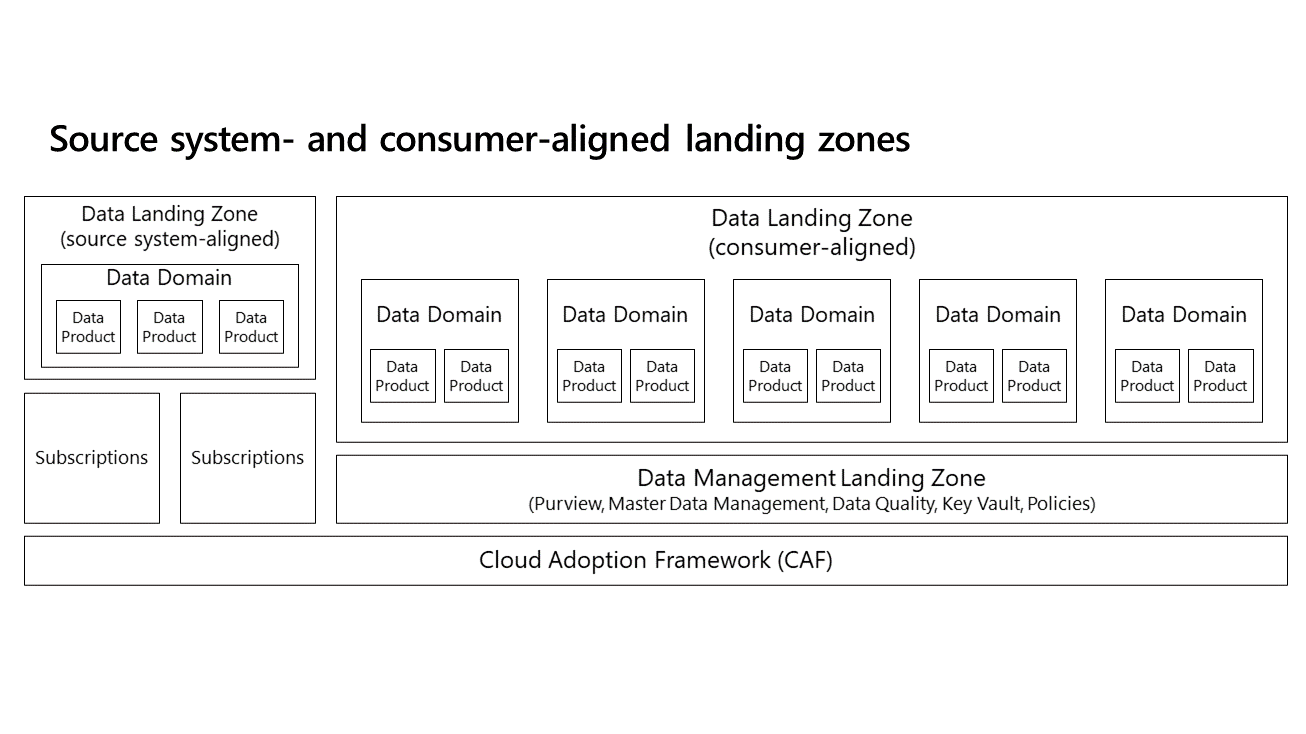 Source system- and consumer-aligned landing zones
Data Landing Zone
(source system-aligned)
Data Domain
Data
Product
Data
Product
Data
Product
Subscriptions
Subscriptions
Data Landing Zone
(consumer-aligned)
Data Domain
Data
Product
Data
Product
Data Domain
Data
Product
Data
Product
Data Domain
Data
Product
Data
Product
Data Domain
Data
Product
Data
Product
Data Domain
Data
Product
Data
Product
Data Management Landing Zone
(Purview, Master Data Management, Data Quality, Key Vault, Policies)
Cloud Adoption Framework (CAF)